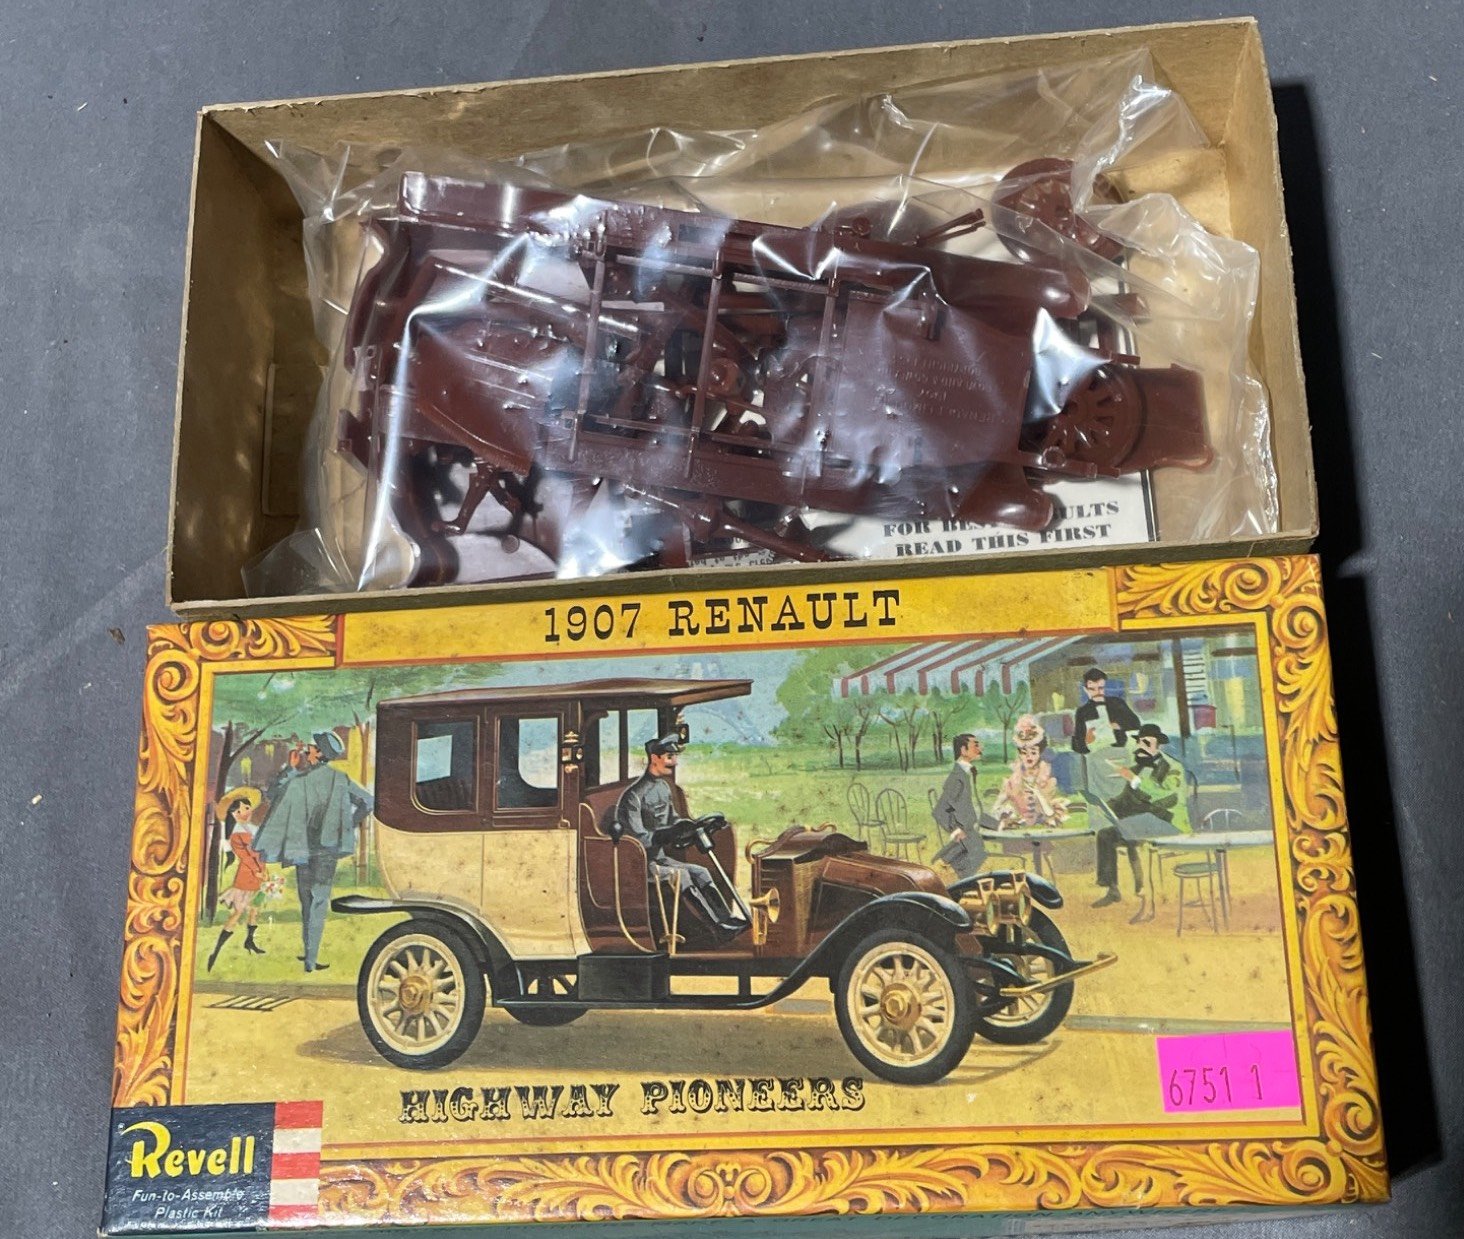 FOR BEST RESULTS
READ THIS FIRST
1907 RENAULT
HIGHWAY PIONEERS
6751 1
Revell
Fun-to-Assemble
Plastic Kit